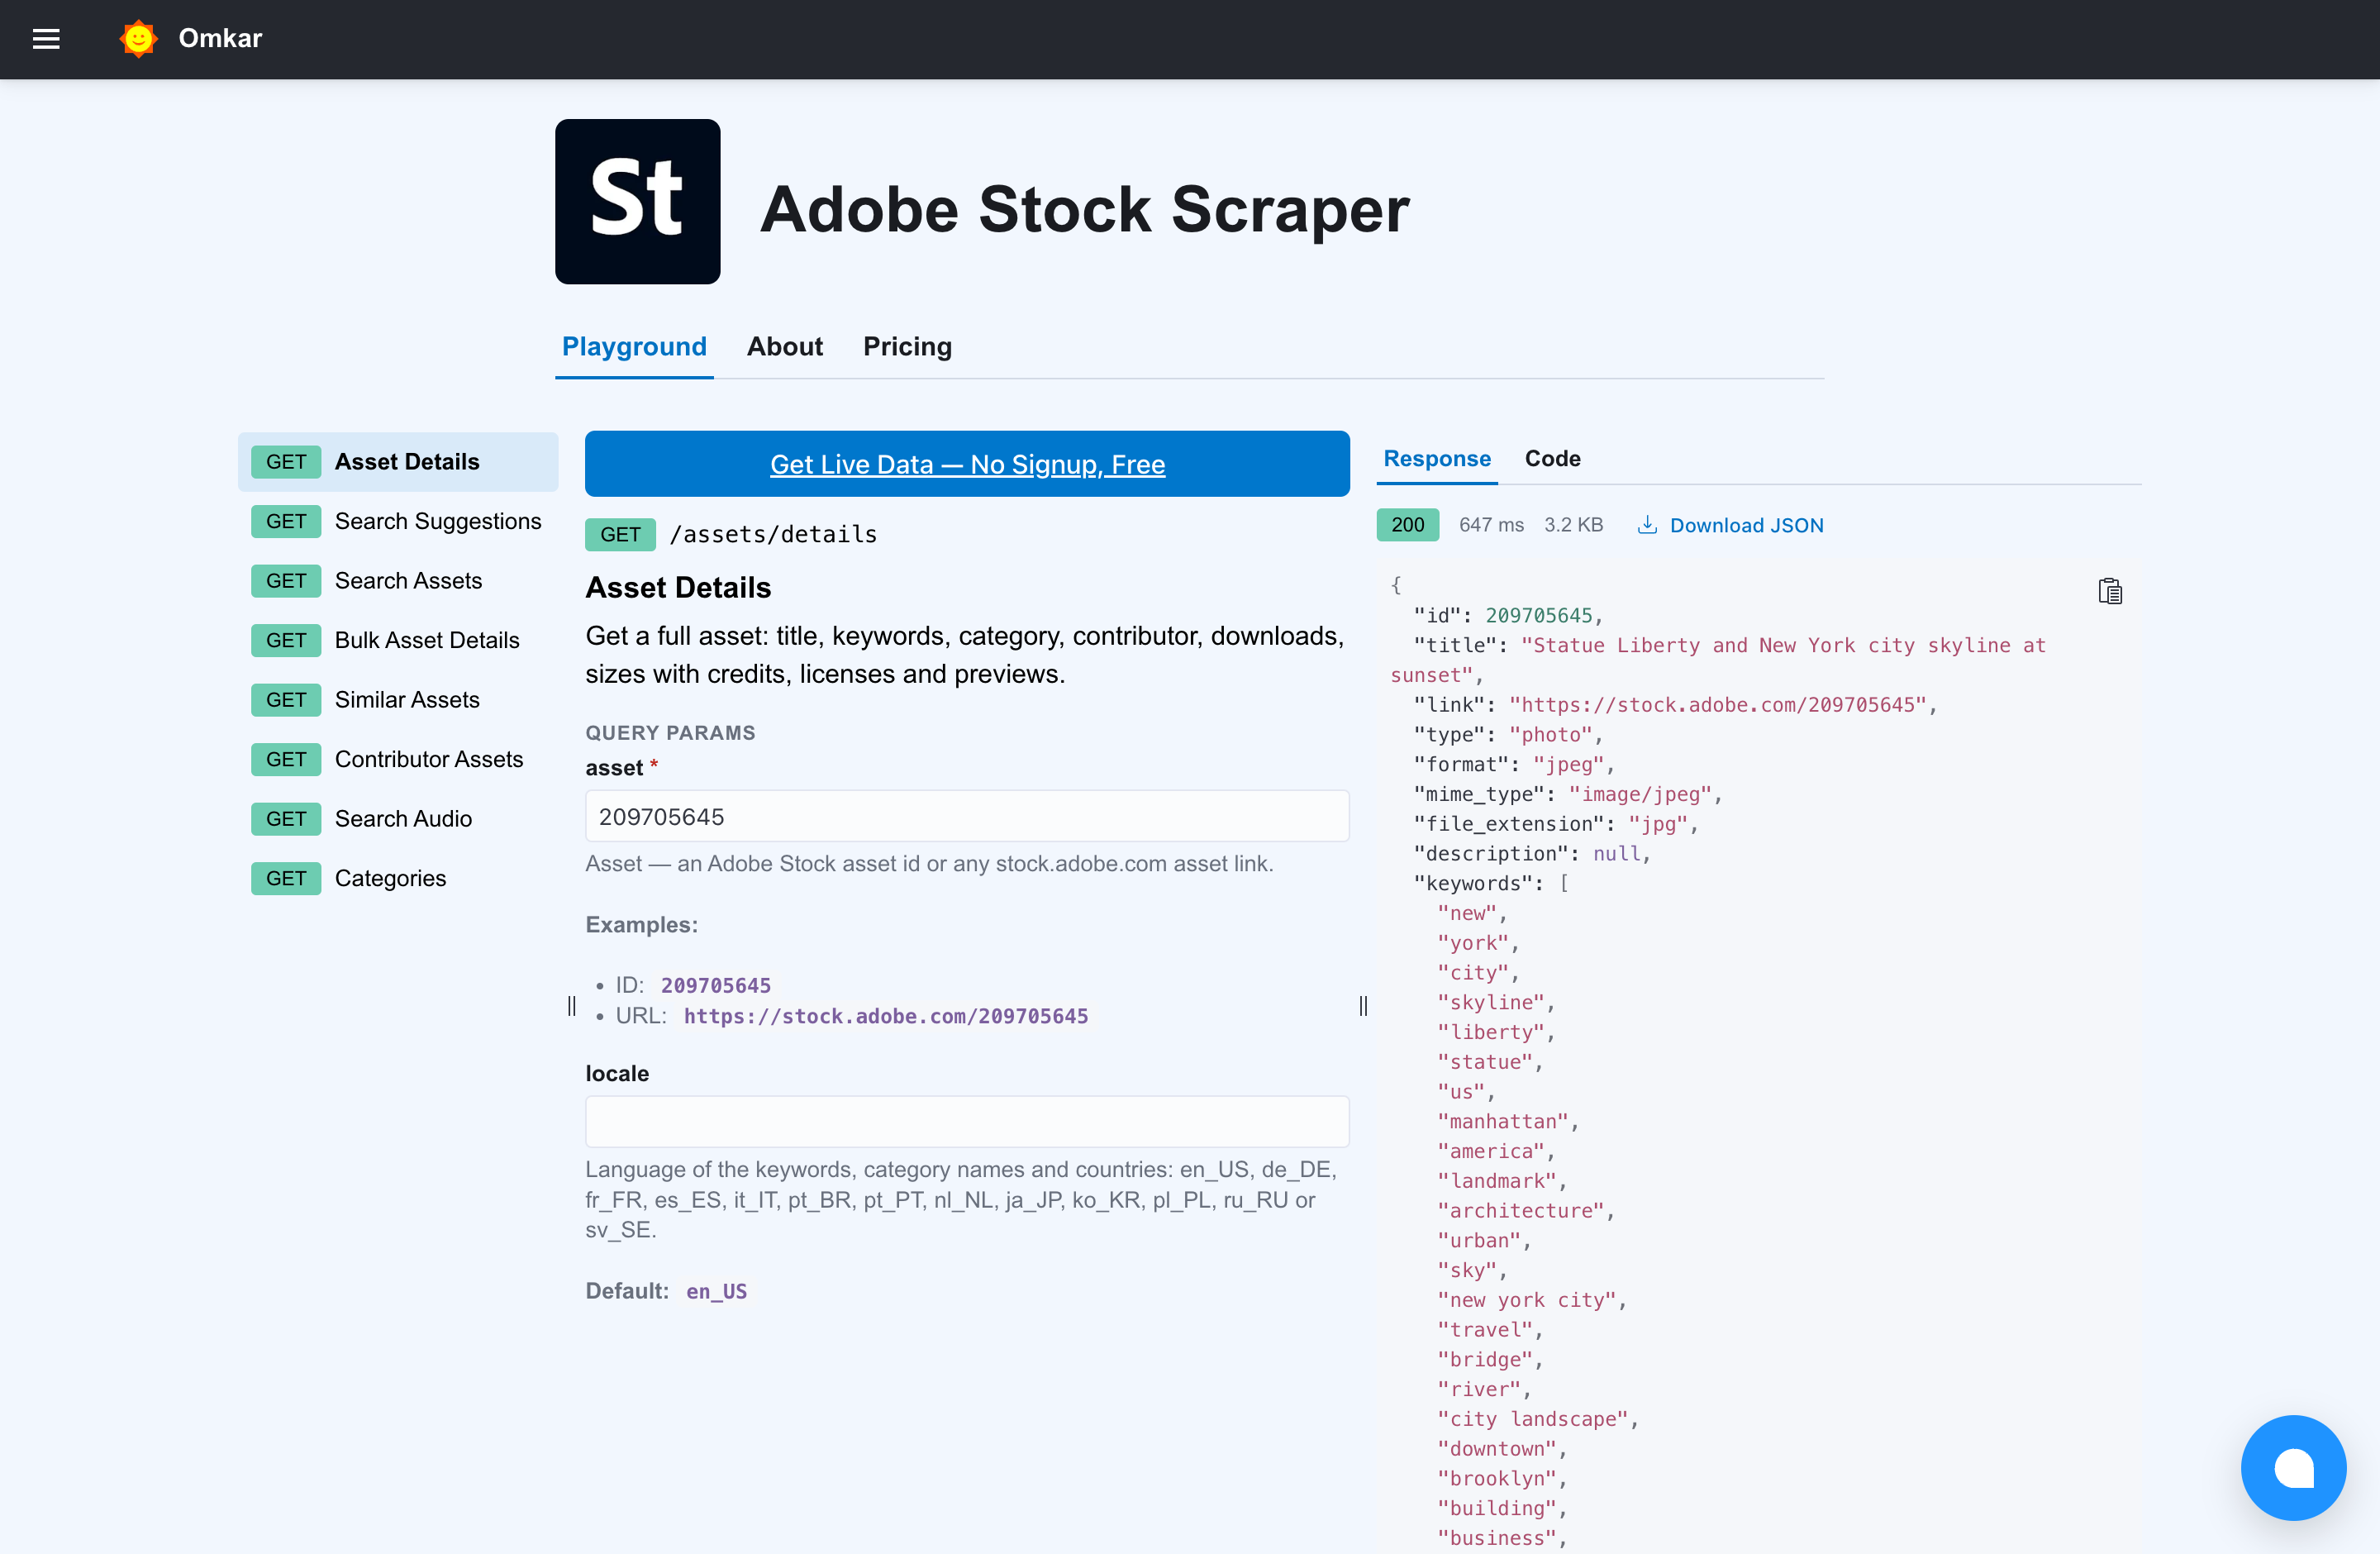 Omkar
St
Adobe Stock Scraper
Playground
About
Pricing
GET Asset Details
GET Search Suggestions
GET Search Assets
GET Bulk Asset Details
GET Similar Assets
GET Contributor Assets
GET Search Audio
GET Categories
Get Live Data — No Signup, Free
GET /assets/details
Asset Details
Get a full asset: title, keywords, category, contributor, downloads,
sizes with credits, licenses and previews.
QUERY PARAMS
asset *
209705645
Asset — an Adobe Stock asset id or any stock.adobe.com asset link.
Examples:
• ID: 209705645
• URL: https://stock.adobe.com/209705645
locale
Language of the keywords, category names and countries: en_US, de_DE,
fr_FR, es_ES, it_IT, pt_BR, pt_PT, nl_NL, ja_JP, ko_KR, pl_PL, ru_RU or
sv_SE.
Default: en_US
Response
Code
200 647 ms 3.2 KB Download JSON
{
"id": 209705645,
"title": "Statue Liberty and New York city skyline at
sunset",
"link": "https://stock.adobe.com/209705645",
"type": "photo",
"format": "jpeg",
"mime_type": "image/jpeg",
"file_extension": "jpg",
"description": null,
"keywords": [
"new",
"york",
"city",
"skyline",
"liberty",
"statue",
"us",
"manhattan",
"america",
"landmark",
"architecture",
"urban",
"sky",
"new york city",
"travel",
"bridge",
"river",
"city landscape",
"downtown",
"brooklyn",
"building",
"business",